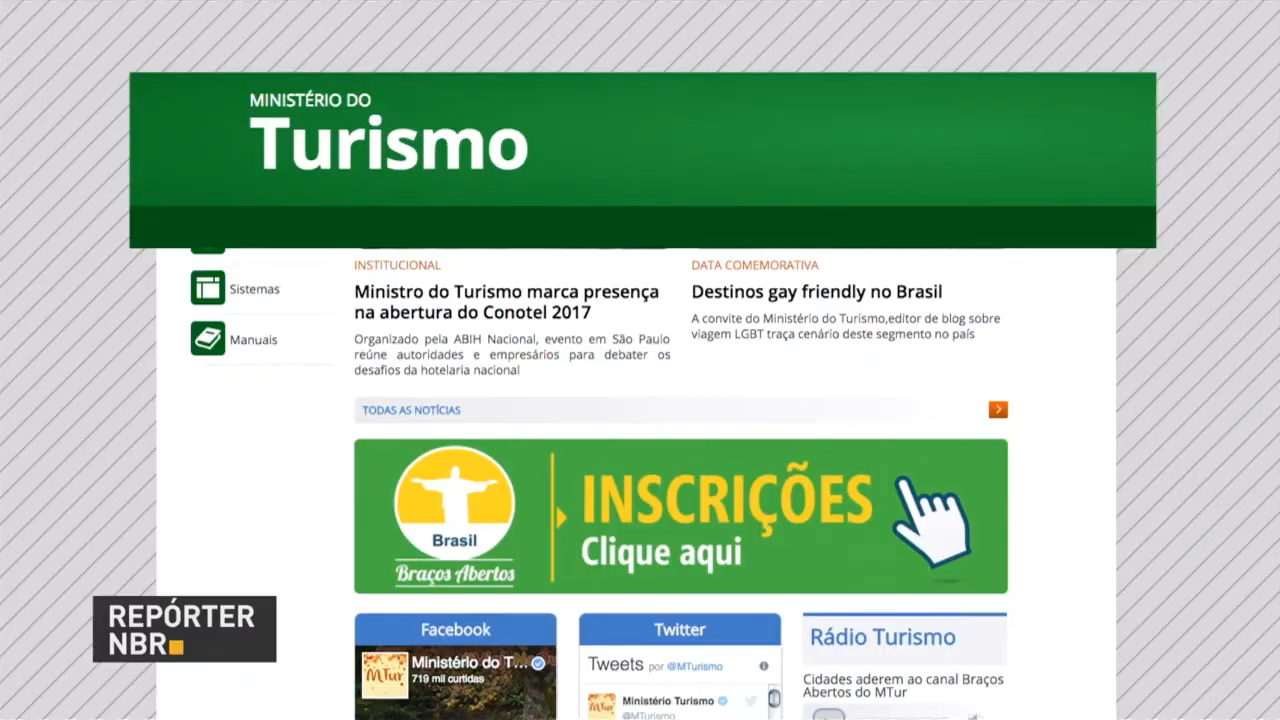 MINISTÉRIO DO
Turismo
Sistemas
Manuais
INSTITUCIONAL
Ministro do Turismo marca presença
na abertura do Conotel 2017
Organizado pela ABIH Nacional, evento em São Paulo
reúne autoridades e empresários para debater os
desafios da hotelaria nacional
DATA COMEMORATIVA
Destinos gay friendly no Brasil
A convite do Ministério do Turismo,editor de blog sobre
viagem LGBT traça cenário deste segmento no país
TODAS AS NOTÍCIAS
Brasil
Braços Abertos
INSCRIÇÕES
Clique aqui
REPÓRTER
NBR
Facebook
MTur
Ministério do T...
719 mil curtidas
Twitter
Tweets por @MTurismo
MTur
Ministério Turismo
@MTurismo
Rádio Turismo
Cidades aderem ao canal Braços
Abertos do MTur